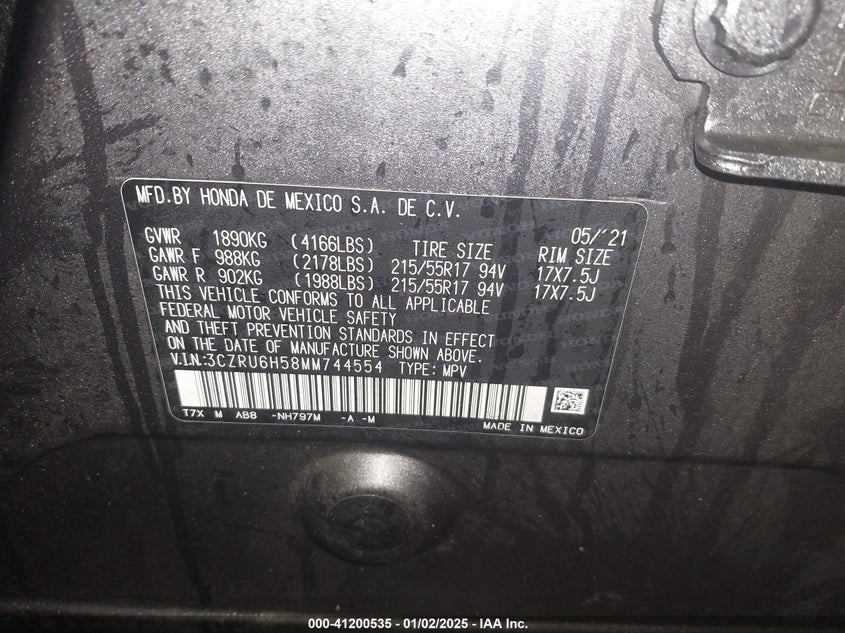 MFD.BY HONDA DE MEXICO S.A. DE C.V.
05/'21
GVWR 1890KG (4166LBS) TIRE SIZE RIM SIZE
GAWR F 988KG (2178LBS) 215/55R17 94V 17X7.5J
GAWR R 902KG (1988LBS) 215/55R17 94V 17X7.5J
THIS VEHICLE CONFORMS TO ALL APPLICABLE
FEDERAL MOTOR VEHICLE SAFETY
AND THEFT PREVENTION STANDARDS IN EFFECT
ON THE DATE OF MANUFACTURE SHOWN ABOVE.
V.I.N.:3CZRU6H58MM744554 TYPE: MPV
T7X M AB8 -NH797M -A -M
MADE IN MEXICO
000-41200535 - 01/02/2025 - IAA Inc.